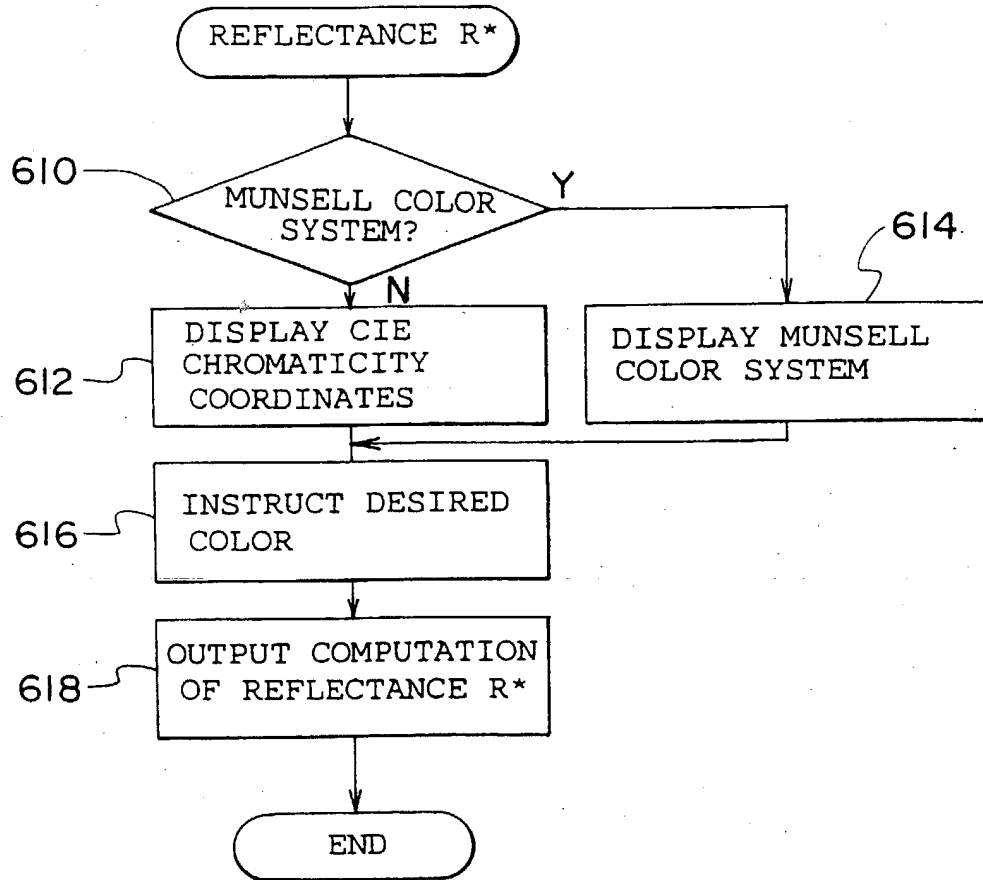 REFLECTANCE R*
610
MUNSELL COLOR
SYSTEM?
Y
N
614
DISPLAY CIE
CHROMATICITY
COORDINATES
612
DISPLAY MUNSELL
COLOR SYSTEM
INSTRUCT DESIRED
COLOR
616
OUTPUT COMPUTATION
OF REFLECTANCE R*
618
END